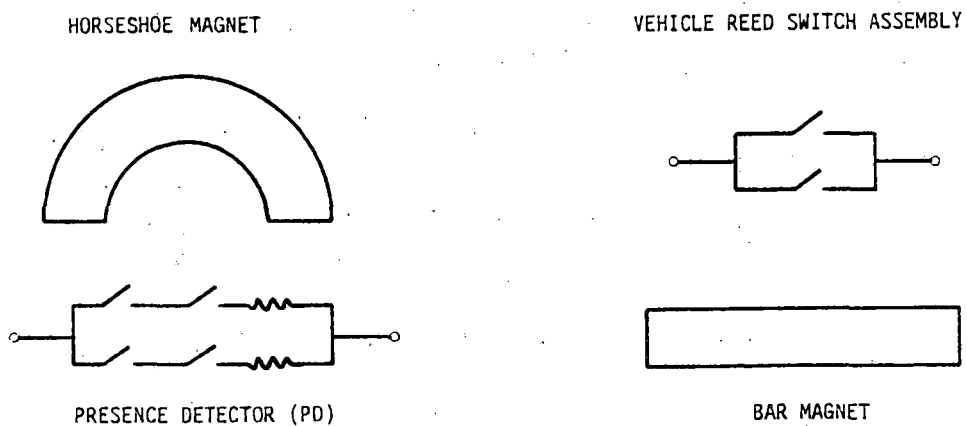 HORSESHOE MAGNET
VEHICLE REED SWITCH ASSEMBLY
PRESENCE DETECTOR (PD)
BAR MAGNET